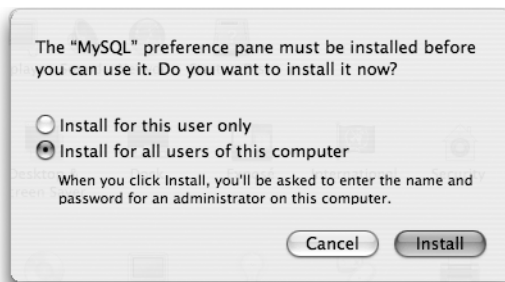 The “MySQL” preference pane must be installed before
you can use it. Do you want to install it now?
Install for this user only
Install for all users of this computer
When you click Install, you'll be asked to enter the name and
password for an administrator on this computer.
Cancel
Install